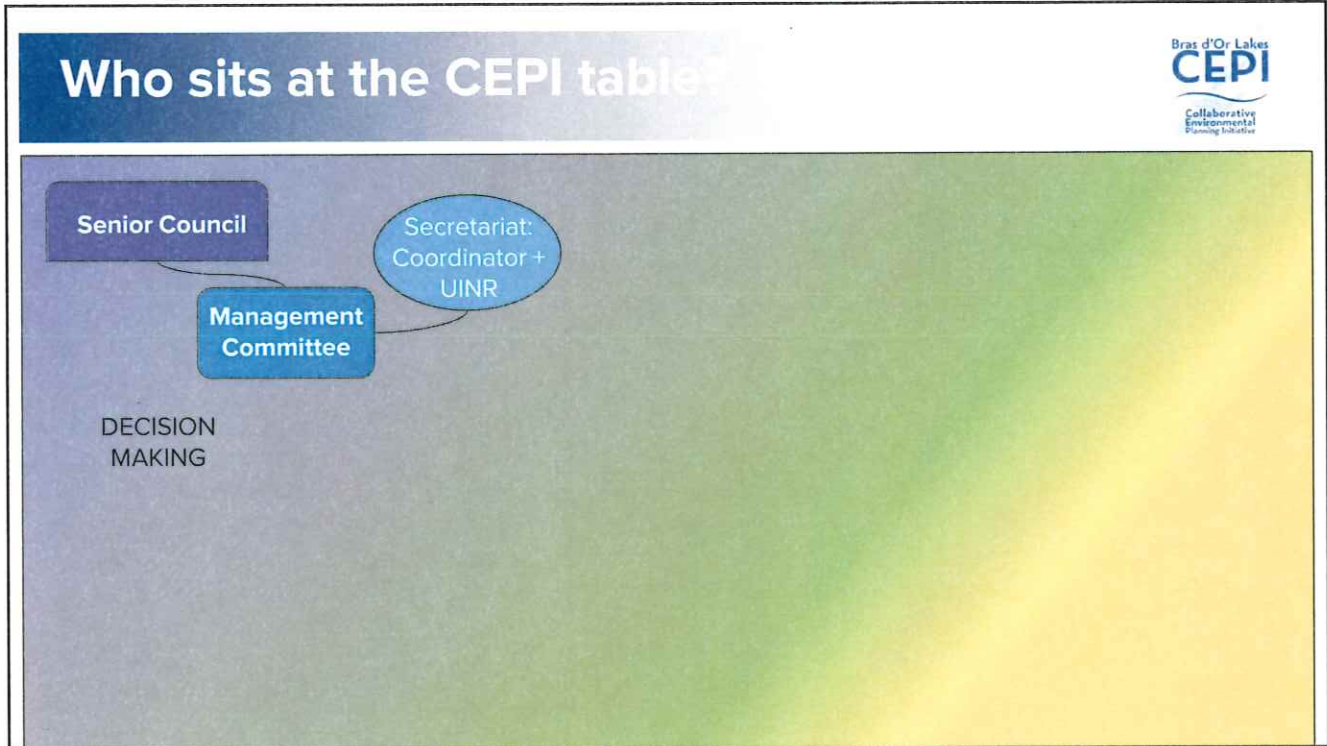 Who sits at the CEPI table?
Bras d'Or Lakes
CEPI
Collaborative
Environmental
Planning Initiative
Senior Council
Secretariat:
Coordinator +
UINR
Management
Committee
DECISION
MAKING